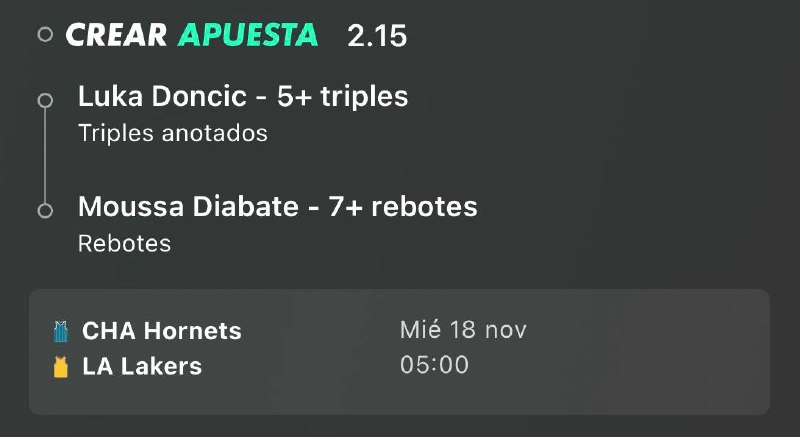 CREAR APUESTA 2.15
Luka Doncic - 5+ triples
Triples anotados
Moussa Diabate - 7+ rebotes
Rebotes
CHA Hornets Mié 18 nov
LA Lakers 05:00